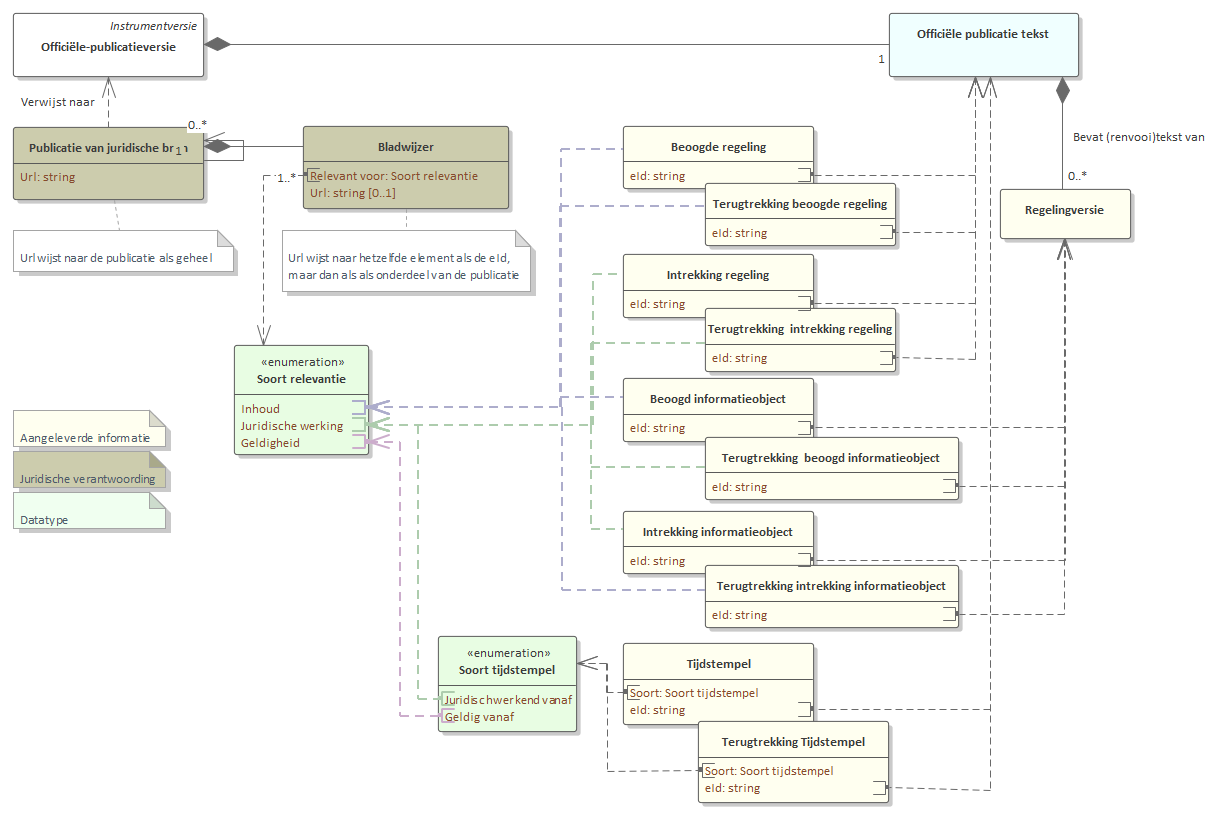 Instrumentversie
Officiële-publicatieversie
Officiële publicatie tekst
1
Verwijst naar
0..*
Publicatie van juridische br
1
Url: string
Bladwijzer
Relevant voor: Soort relevantie
Url: string [0..1]
1..*
Bevat (renvooi)tekst van
0..*
Regelingversie
Url wijst naar de publicatie als geheel
Url wijst naar hetzelfde element als de eId,
maar dan als als onderdeel van de publicatie
Beoogde regeling
eId: string
Terugtrekking beoogde regeling
eId: string
Intrekking regeling
eId: string
Terugtrekking intrekking regeling
eId: string
«enumeration»
Soort relevantie
Inhoud
Juridische werking
Geldigheid
Beoogd informatieobject
eId: string
Terugtrekking beoogd informatieobject
eId: string
Aangeleverde informatie
Juridische verantwoording
Datatype
Intrekking informatieobject
eId: string
Terugtrekking intrekking informatieobject
eId: string
«enumeration»
Soort tijdstempel
Juridischwerkend vanaf
Geldig vanaf
Tijdstempel
Soort: Soort tijdstempel
eId: string
Terugtrekking Tijdstempel
Soort: Soort tijdstempel
eId: string